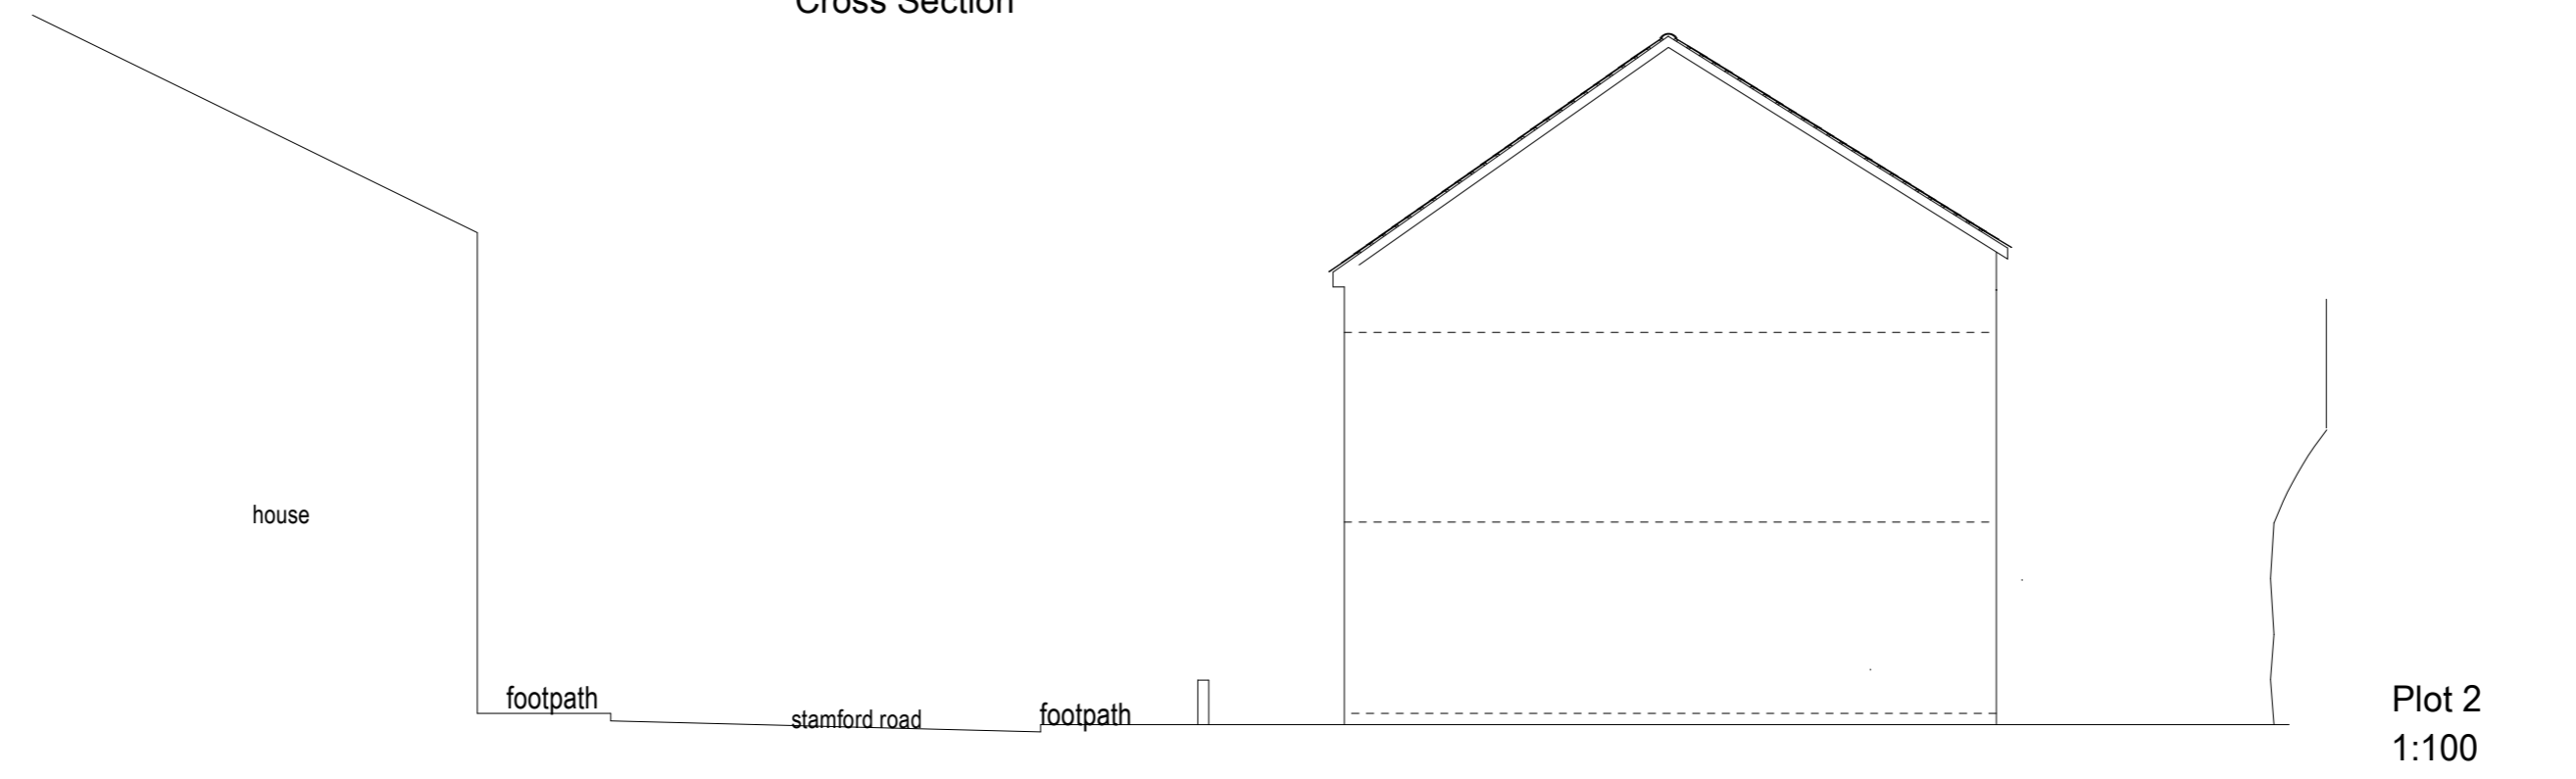 Cross Section
house
footpath
stamford road
footpath
Plot 2
1:100